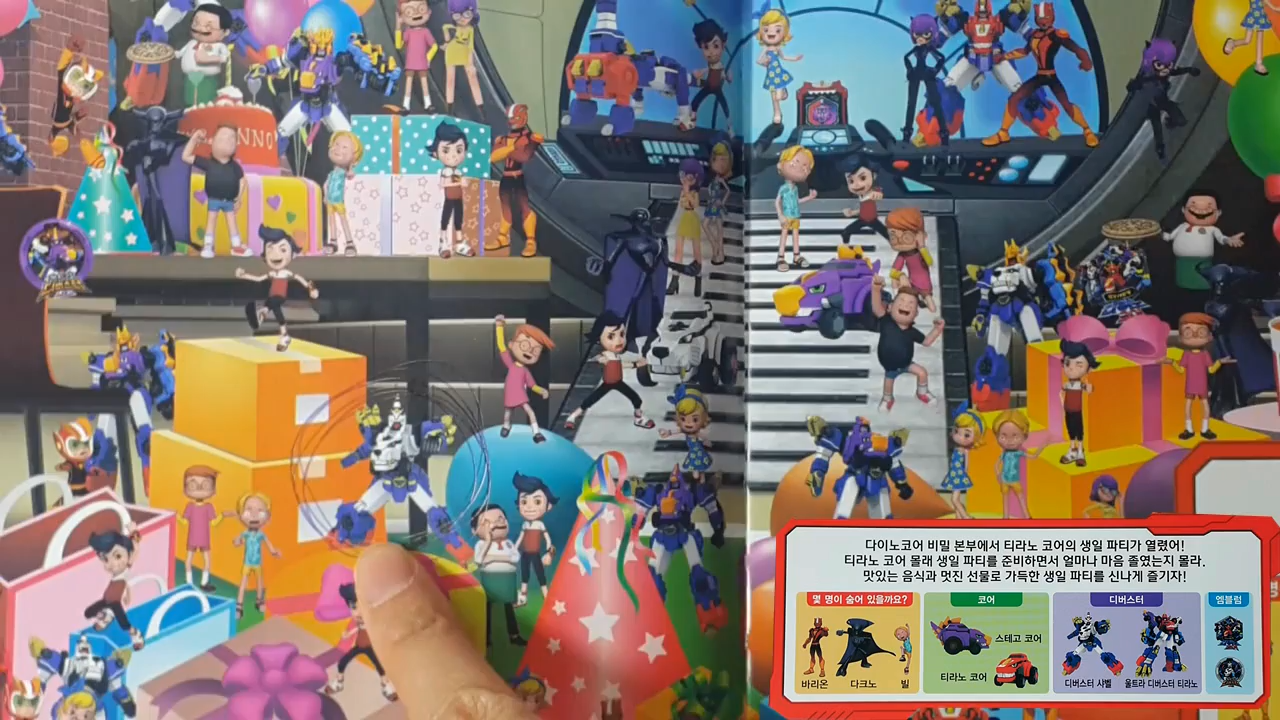 다이노코어 비밀 본부에서 티라노 코어의 생일 파티가 열렸어!
티라노 코어 몰래 생일 파티를 준비하면서 얼마나 마음 졸였는지 몰라.
맛있는 음식과 멋진 선물로 가득한 생일 파티를 신나게 즐기자!
몇 명이 숨어 있을까요?
코어
디버스터
엠블럼
스테고 코어
티라노 코어
바리온
다크노
빌
디버스터 샤벨
울트라 디버스터 티라노